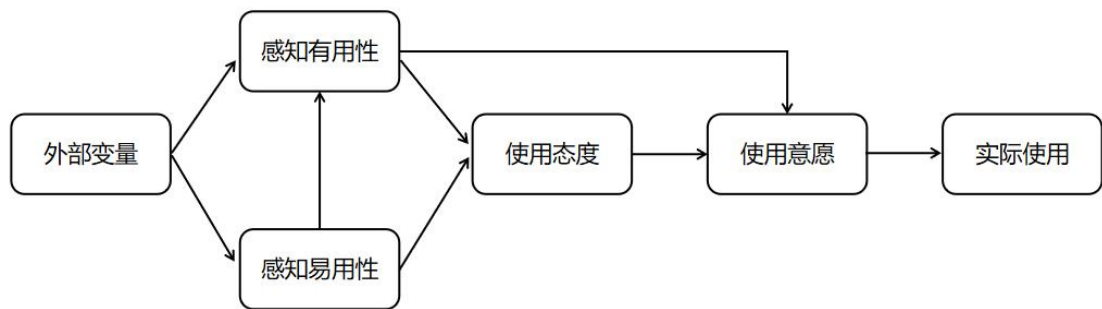 感知有用性
外部变量
使用态度
使用意愿
实际使用
感知易用性